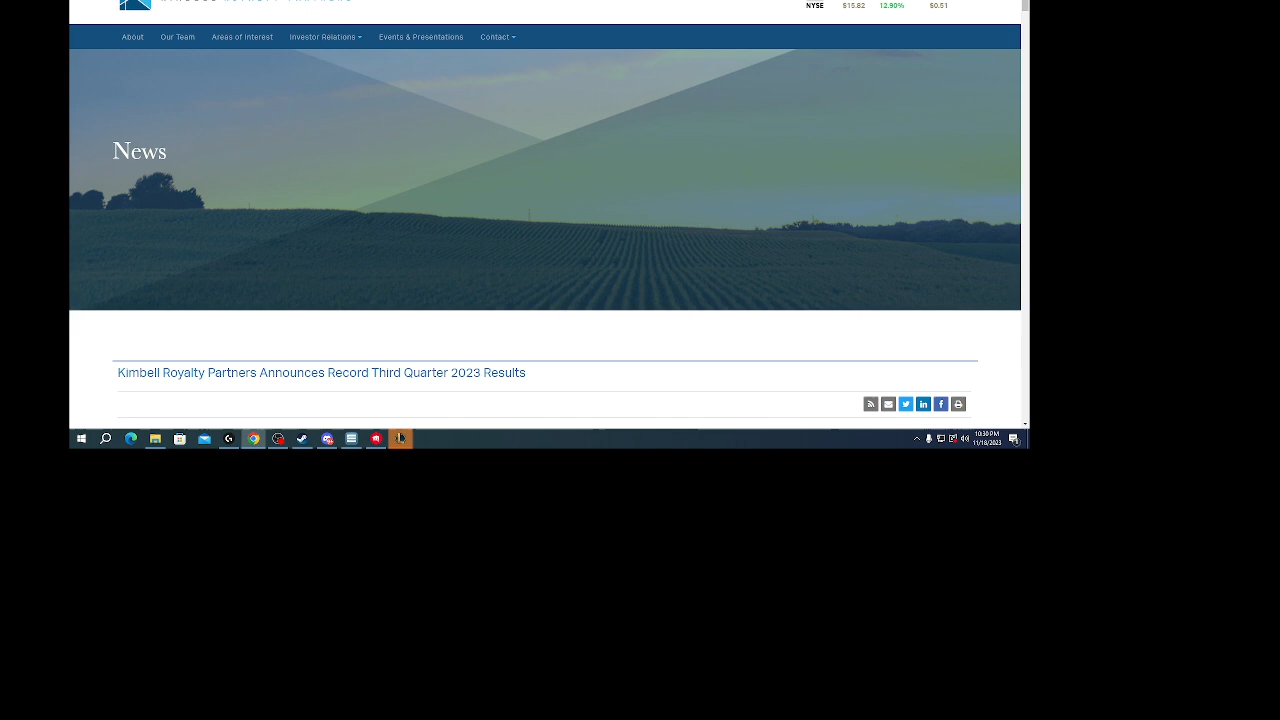 NYSE $15.82 12.90% $0.51
About Our Team Areas of Interest Investor Relations Events & Presentations Contact
News
Kimbell Royalty Partners Announces Record Third Quarter 2023 Results
10:30 PM
11/18/2023